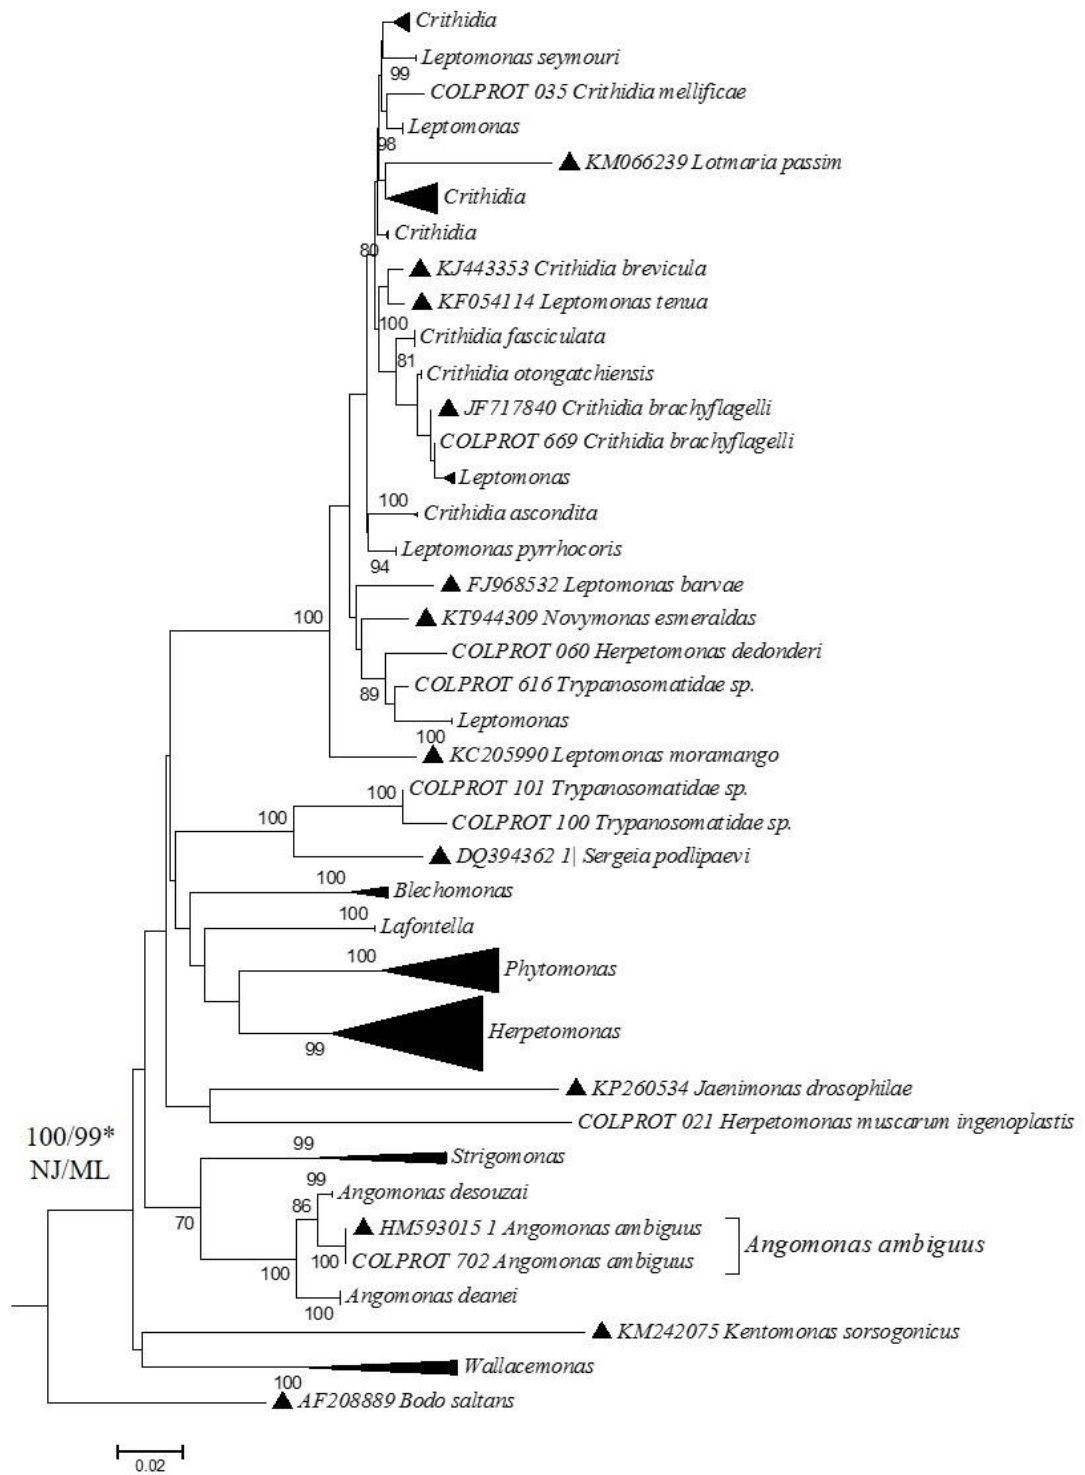 Crithidia
Leptomonas seymouri
99
COLPROT 035 Crithidia mellificae
Leptomonas
98
KM066239 Lotmaria passim
Crithidia
Crithidia
80
KJ443353 Crithidia brevicula
KF054114 Leptomonas tenua
100
Crithidia fasciculata
81
Crithidia otongatchiensis
JF717840 Crithidia brachyflagelli
COLPROT 669 Crithidia brachyflagelli
Leptomonas
100
Crithidia ascondita
Leptomonas pyrrhocoris
94
FJ968532 Leptomonas barvae
100
KT944309 Novymonas esmeraldas
COLPROT 060 Herpetomonas dedonderi
COLPROT 616 Trypanosomatidae sp.
89
Leptomonas
100
KC205990 Leptomonas moramango
COLPROT 101 Trypanosomatidae sp.
100
100
COLPROT 100 Trypanosomatidae sp.
DQ394362 1| Sergeia podlipaevi
100
Blechomonas
100
Lafontella
100
Phytomonas
Herpetomonas
99
KP260534 Jaenimonas drosophilae
COLPROT 021 Herpetomonas muscarum ingenoplastis
100/99*
NJ/ML
99
Strigomonas
99
Angomonas desouzai
86
70
HM593015 1 Angomonas ambiguus
Angomonas ambiguus
100 COLPROT 702 Angomonas ambiguus
100
Angomonas deanei
100
KM242075 Kentomonas sorsogonicus
Wallacemonas
100
AF208889 Bodo saltans
0.02